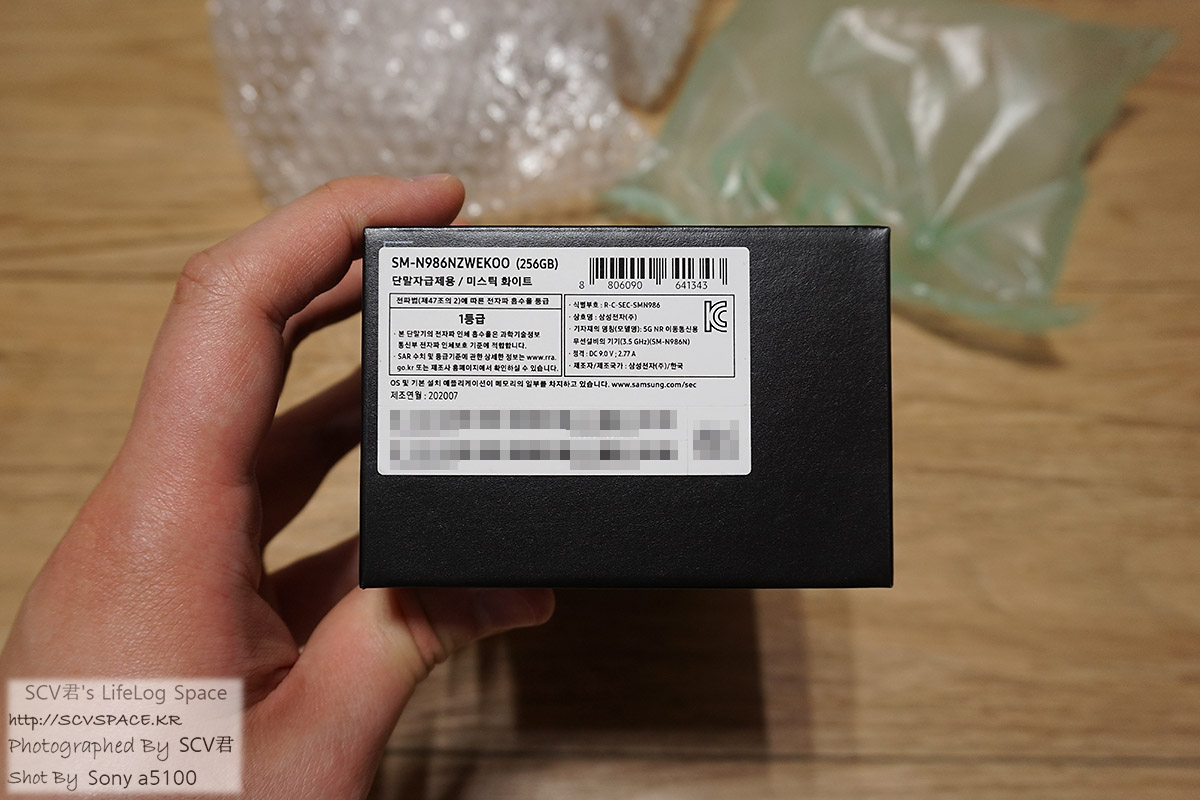 SM-N986NZWEKOO (256GB)
단말자급제용 / 미스틱 화이트
8 806090 641343
전파법(제47조의 2)에 따른 전자파 흡수율 등급
1등급
· 본 단말기의 전자파 인체 흡수율은 과학기술정보
통신부 전자파 인체보호 기준에 적합합니다.
· SAR 수치 및 등급기준에 관한 상세한 정보는 www.rra.
go.kr 또는 제조사 홈페이지에서 확인하실 수 있습니다.
· 식별부호 : R-C-SEC-SMN986
· 상호명 : 삼성전자(주)
· 기자재의 명칭(모델명): 5G NR 이동통신용
무선설비의 기기(3.5 GHz)(SM-N986N)
· 정격 : DC 9.0 V ; 2.77 A
· 제조자/제조국가 : 삼성전자(주)/한국
OS 및 기본 설치 애플리케이션이 메모리의 일부를 차지하고 있습니다. www.samsung.com/sec
제조연월 : 202007
SCV君's LifeLog Space
http://SCVSPACE.KR
Photographed By SCV君
Shot By Sony a5100